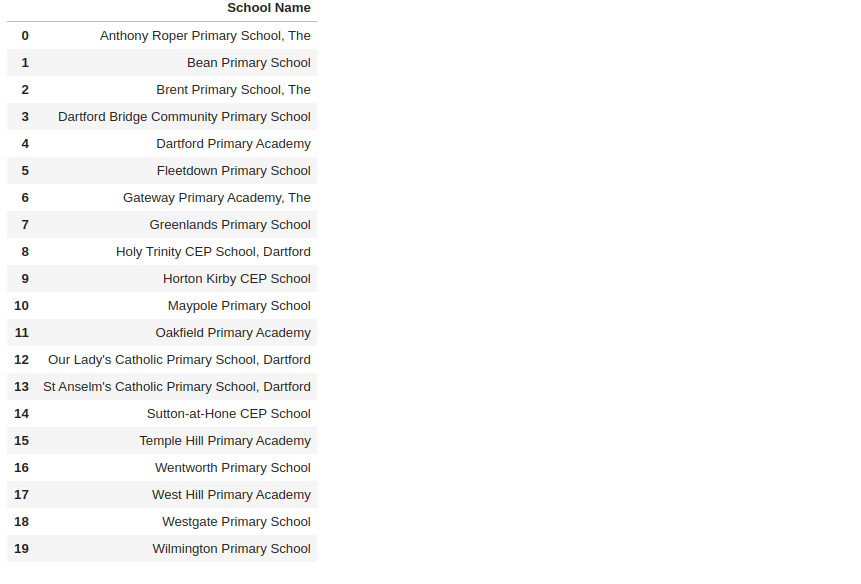 School Name
0 Anthony Roper Primary School, The
1 Bean Primary School
2 Brent Primary School, The
3 Dartford Bridge Community Primary School
4 Dartford Primary Academy
5 Fleetdown Primary School
6 Gateway Primary Academy, The
7 Greenlands Primary School
8 Holy Trinity CEP School, Dartford
9 Horton Kirby CEP School
10 Maypole Primary School
11 Oakfield Primary Academy
12 Our Lady's Catholic Primary School, Dartford
13 St Anselm's Catholic Primary School, Dartford
14 Sutton-at-Hone CEP School
15 Temple Hill Primary Academy
16 Wentworth Primary School
17 West Hill Primary Academy
18 Westgate Primary School
19 Wilmington Primary School